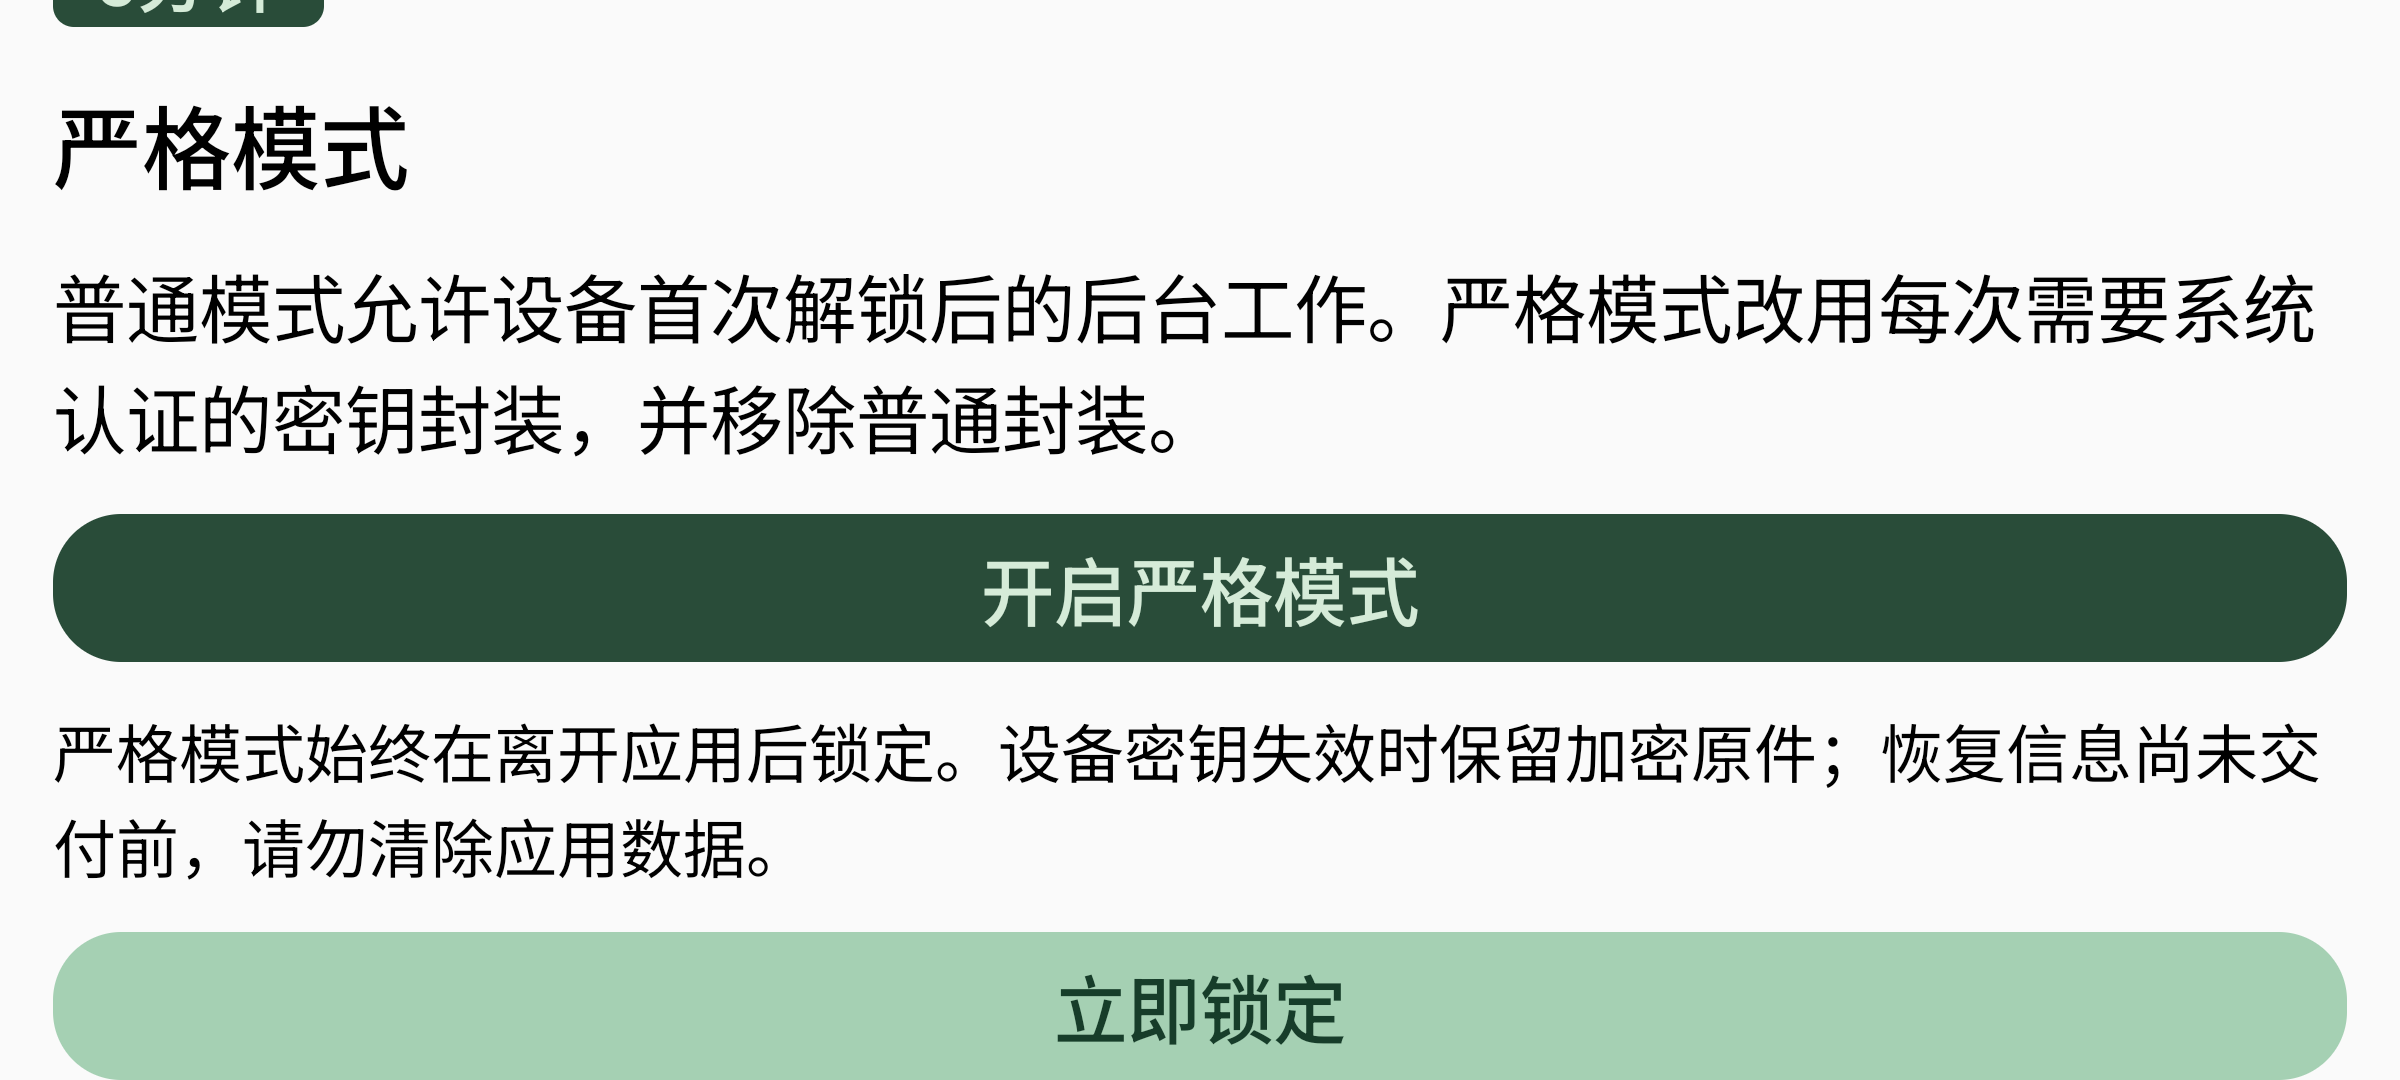 分钟
严格模式
普通模式允许设备首次解锁后的后台工作。严格模式改用每次需要系统
认证的密钥封装，并移除普通封装。
开启严格模式
严格模式始终在离开应用后锁定。设备密钥失效时保留加密原件；恢复信息尚未交
付前，请勿清除应用数据。
立即锁定